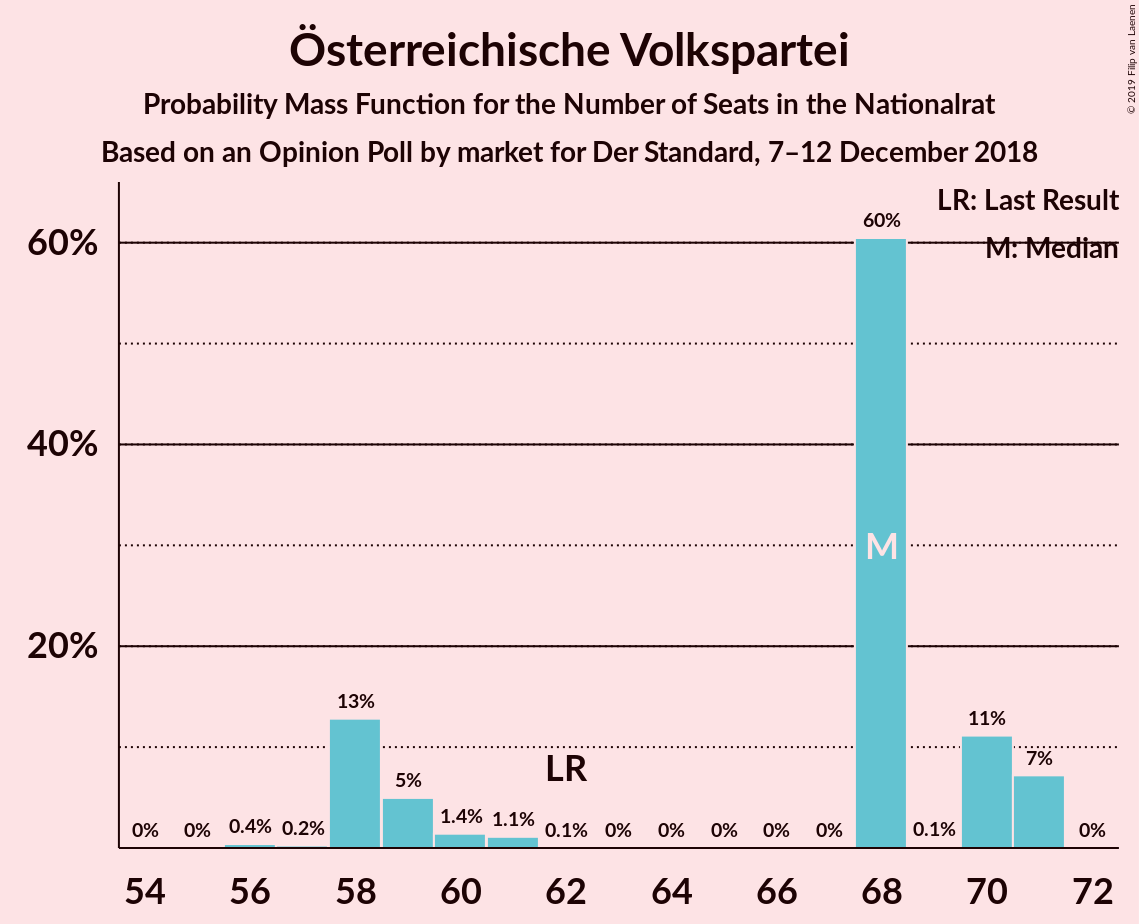 Österreichische Volkspartei
Probability Mass Function for the Number of Seats in the Nationalrat
Based on an Opinion Poll by market for Der Standard, 7–12 December 2018
© 2019 Filip van Laenen
LR: Last Result
M: Median
60%
40%
20%
0% 0% 0.4% 0.2% 13% 5% 1.4% 1.1% 0.1% 0% 0% 0% 0% 0% 60% 0.1% 11% 7% 0%
LR
M
54 56 58 60 62 64 66 68 70 72